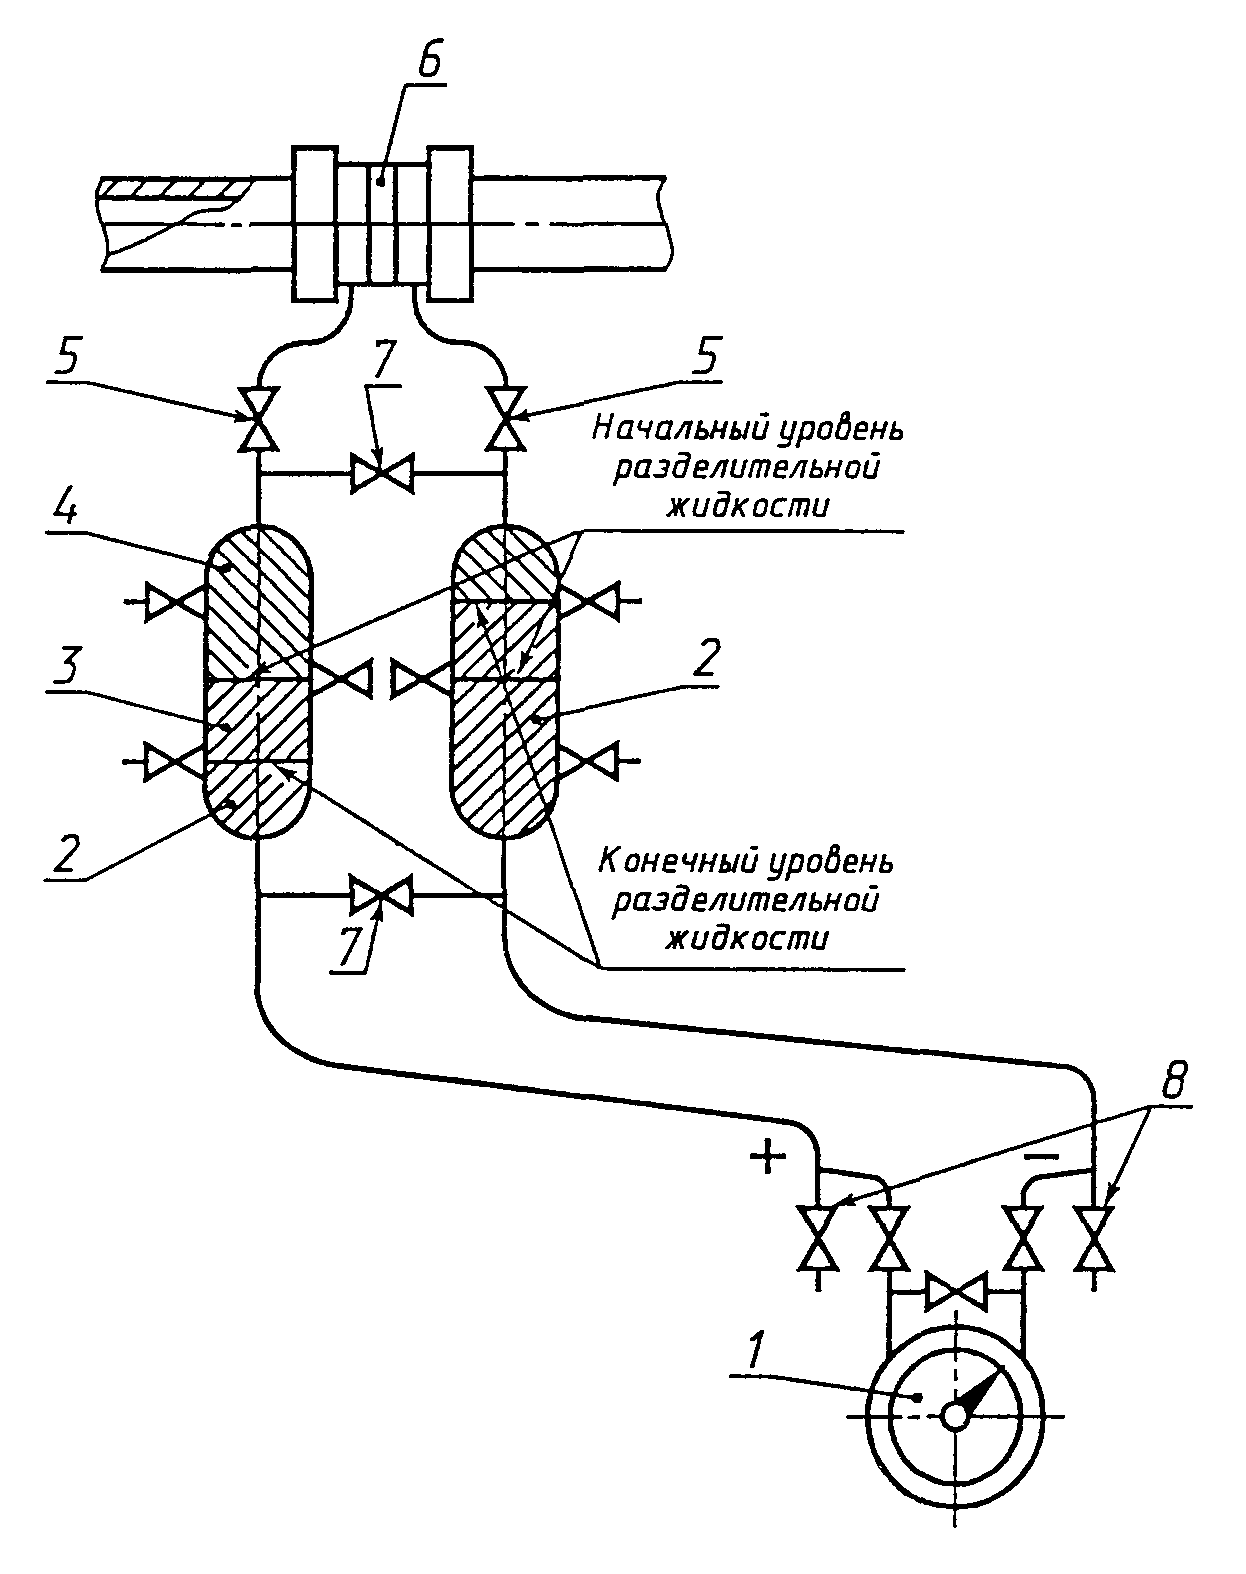 6
5
7
5
Начальный уровень
разделительной
жидкости
4
3
2
2
Конечный уровень
разделительной
жидкости
7
8
+
−
1